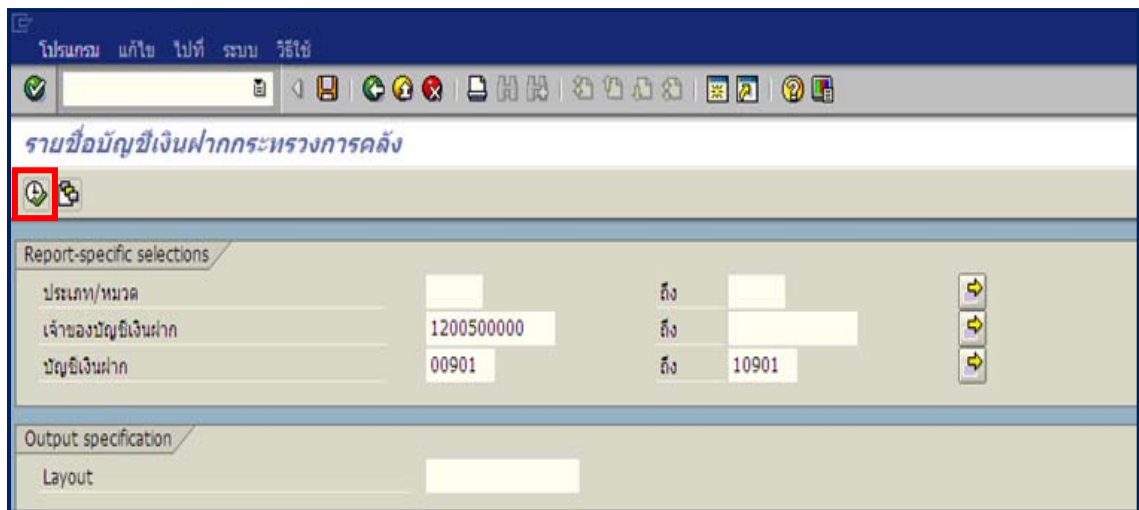 โปรแกรม แก้ไข ไปที่ ระบบ วิธีใช้
รายชื่อบัญชีเงินฝากกระทรวงการคลัง
Report-specific selections
ประเภท/หมวด ถึง
เจ้าของบัญชีเงินฝาก 1200500000 ถึง
บัญชีเงินฝาก 00901 ถึง 10901
Output specification
Layout